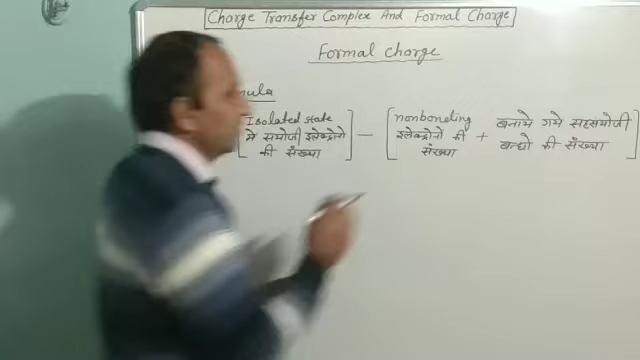 Charge Transfer Complex And Formal Charge
Formal charge
Isolated state
में संयोजी इलेक्ट्रोनो
की संख्या
—
nonbonding
इलेक्ट्रोनो की
संख्या
+
बनाये गये सहसंयोजी
बन्धो की संख्या